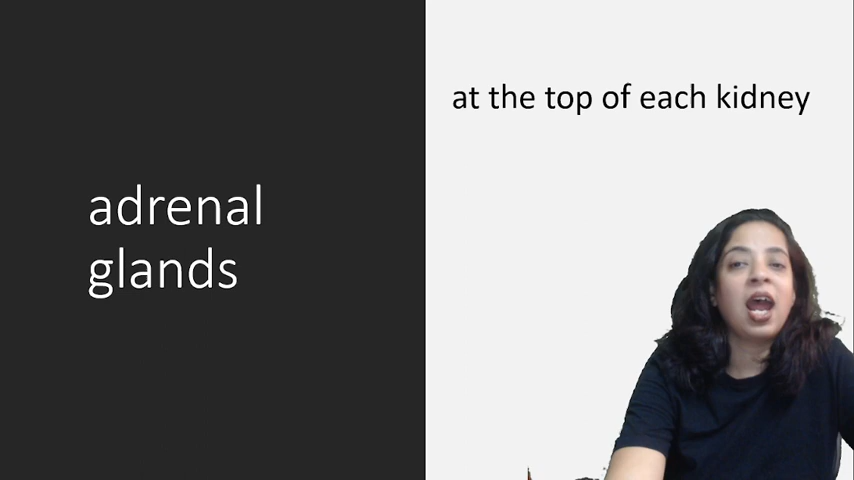 adrenal
glands
at the top of each kidney